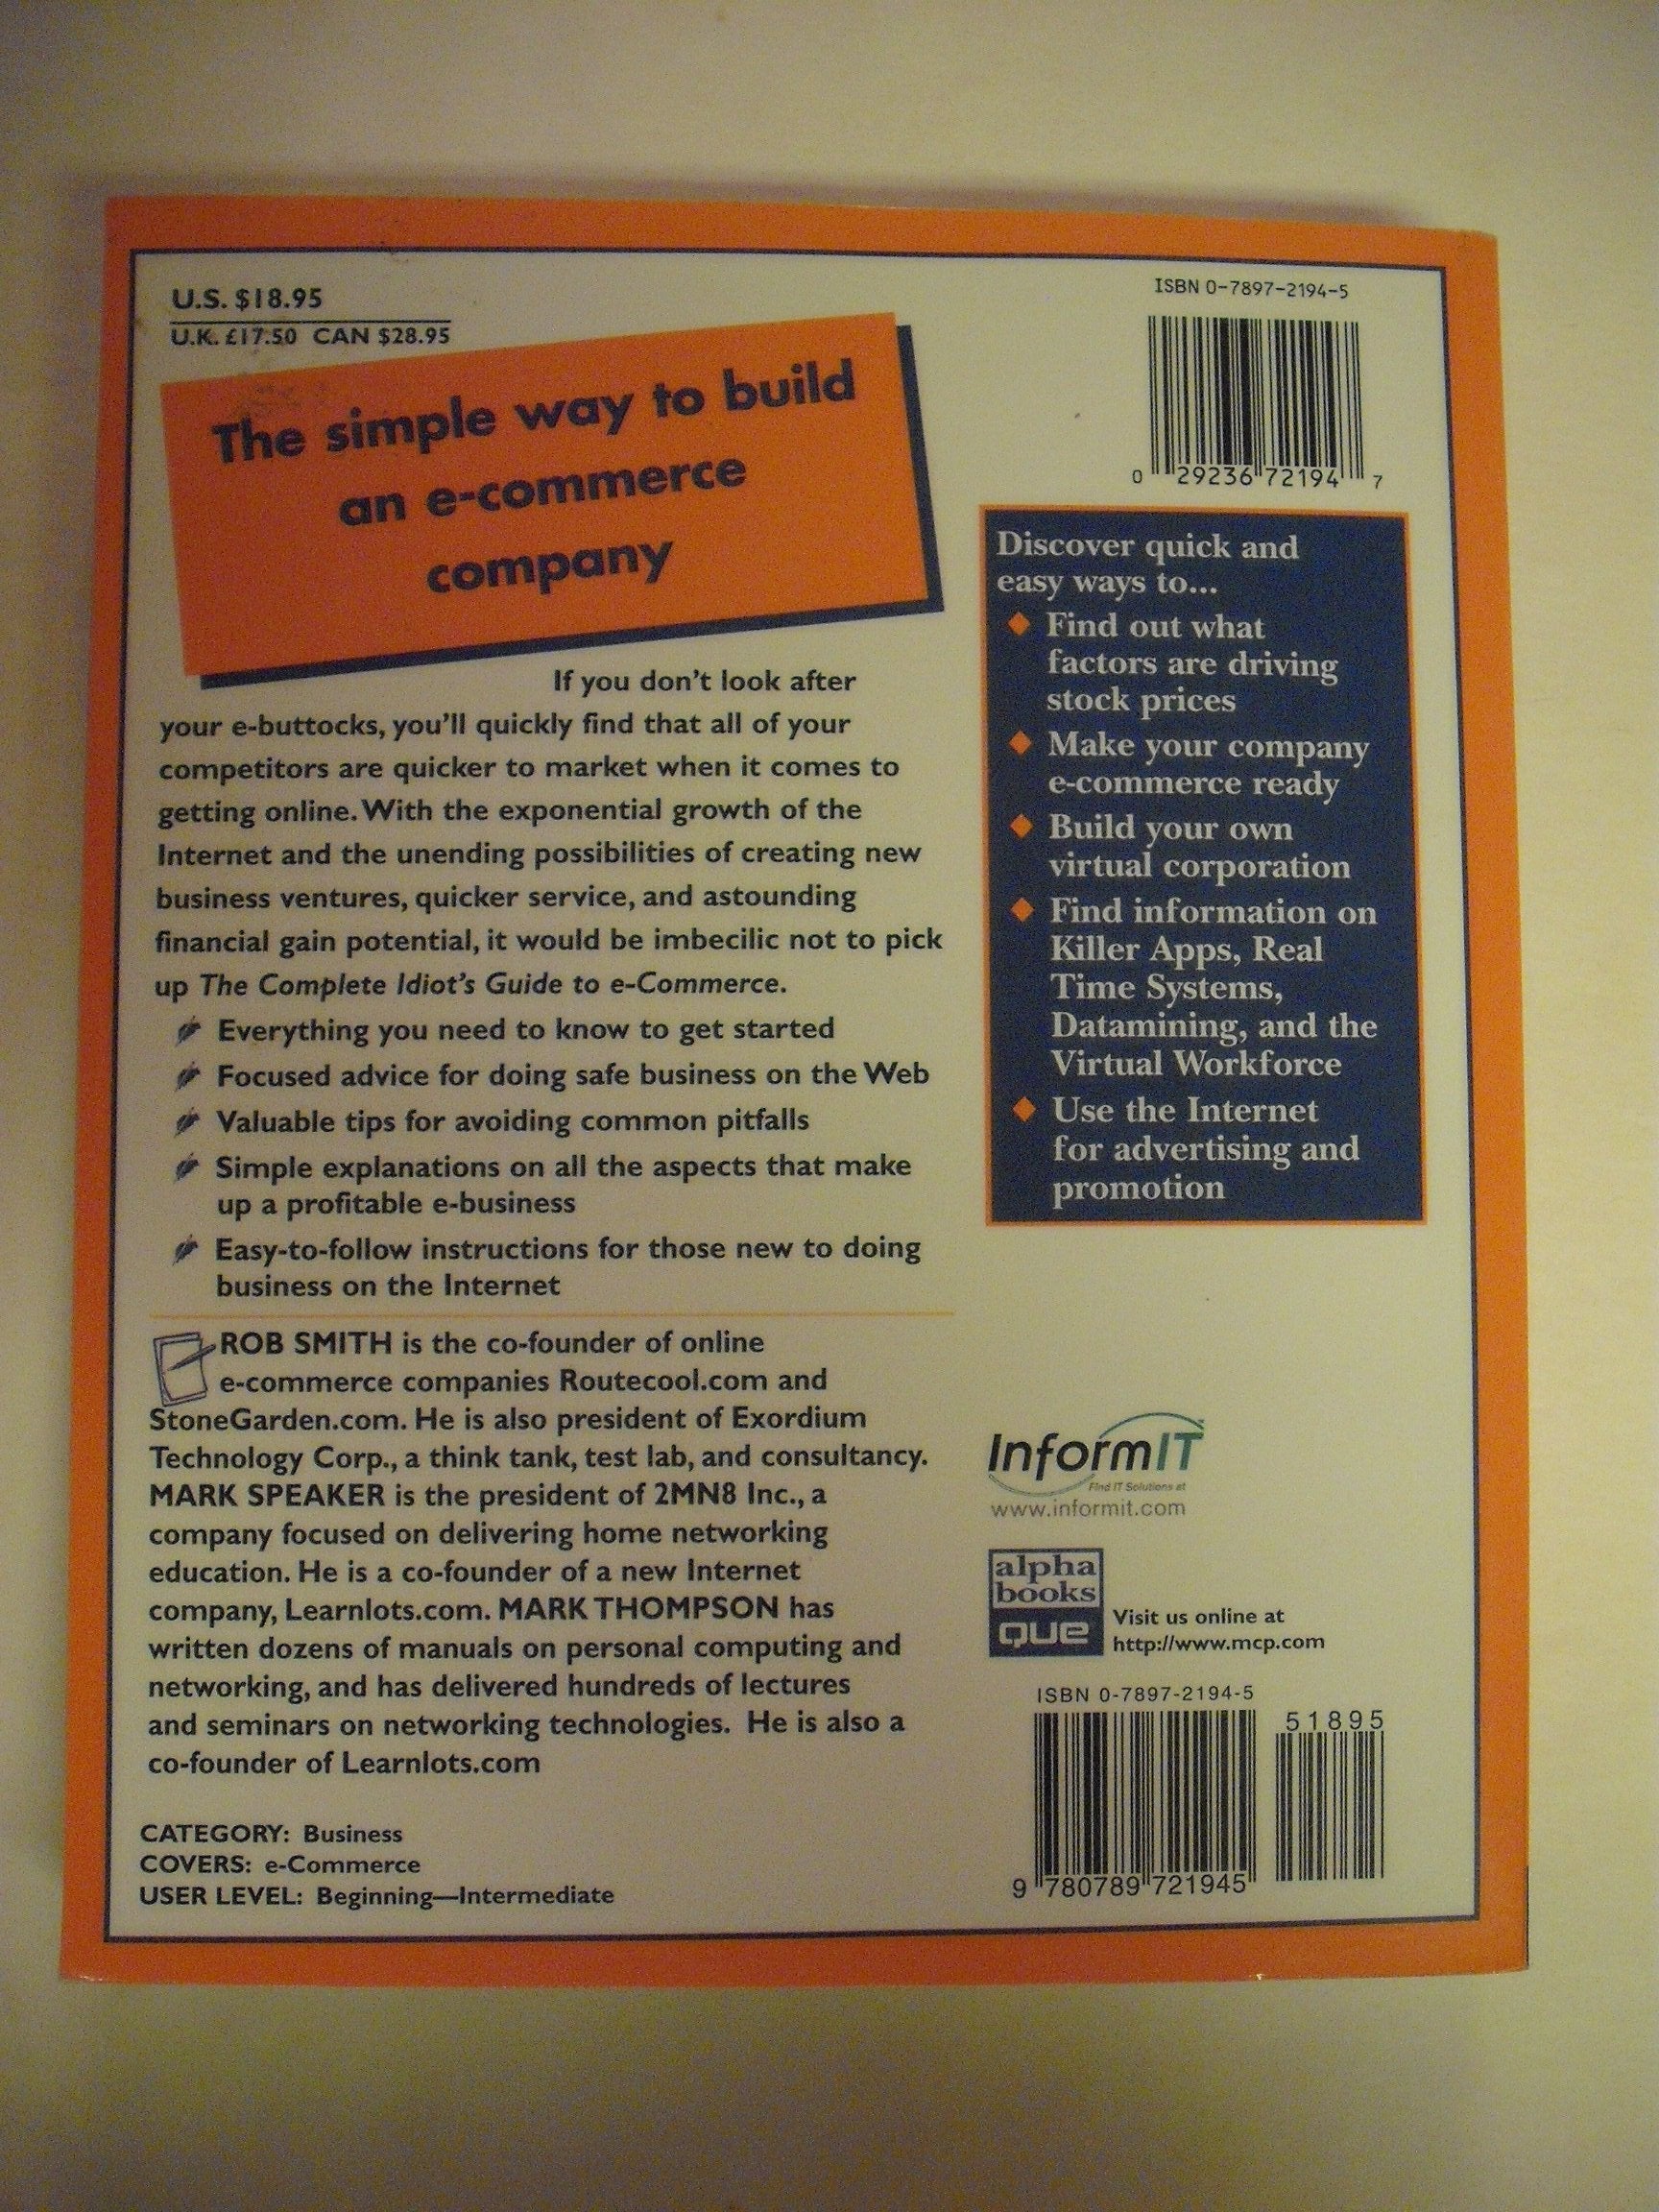 U.S. $18.95
U.K. £17.50 CAN $28.95
The simple way to build
an e-commerce
company
If you don't look after
your e-buttocks, you'll quickly find that all of your
competitors are quicker to market when it comes to
getting online. With the exponential growth of the
Internet and the unending possibilities of creating new
business ventures, quicker service, and astounding
financial gain potential, it would be imbecilic not to pick
up The Complete Idiot's Guide to e-Commerce.
Everything you need to know to get started
Focused advice for doing safe business on the Web
Valuable tips for avoiding common pitfalls
Simple explanations on all the aspects that make
up a profitable e-business
Easy-to-follow instructions for those new to doing
business on the Internet
ROB SMITH is the co-founder of online
e-commerce companies Routecool.com and
StoneGarden.com. He is also president of Exordium
Technology Corp., a think tank, test lab, and consultancy.
MARK SPEAKER is the president of 2MN8 Inc., a
company focused on delivering home networking
education. He is a co-founder of a new Internet
company, Learnlots.com. MARK THOMPSON has
written dozens of manuals on personal computing and
networking, and has delivered hundreds of lectures
and seminars on networking technologies. He is also a
co-founder of Learnlots.com
CATEGORY: Business
COVERS: e-Commerce
USER LEVEL: Beginning—Intermediate
ISBN 0-7897-2194-5
0 29236 72194 7
Discover quick and
easy ways to...
Find out what
factors are driving
stock prices
Make your company
e-commerce ready
Build your own
virtual corporation
Find information on
Killer Apps, Real
Time Systems,
Datamining, and the
Virtual Workforce
Use the Internet
for advertising and
promotion
InformIT
Find IT Solutions at
www.informit.com
alpha
books
que
Visit us online at
http://www.mcp.com
ISBN 0-7897-2194-5
51895
9 780789 721945